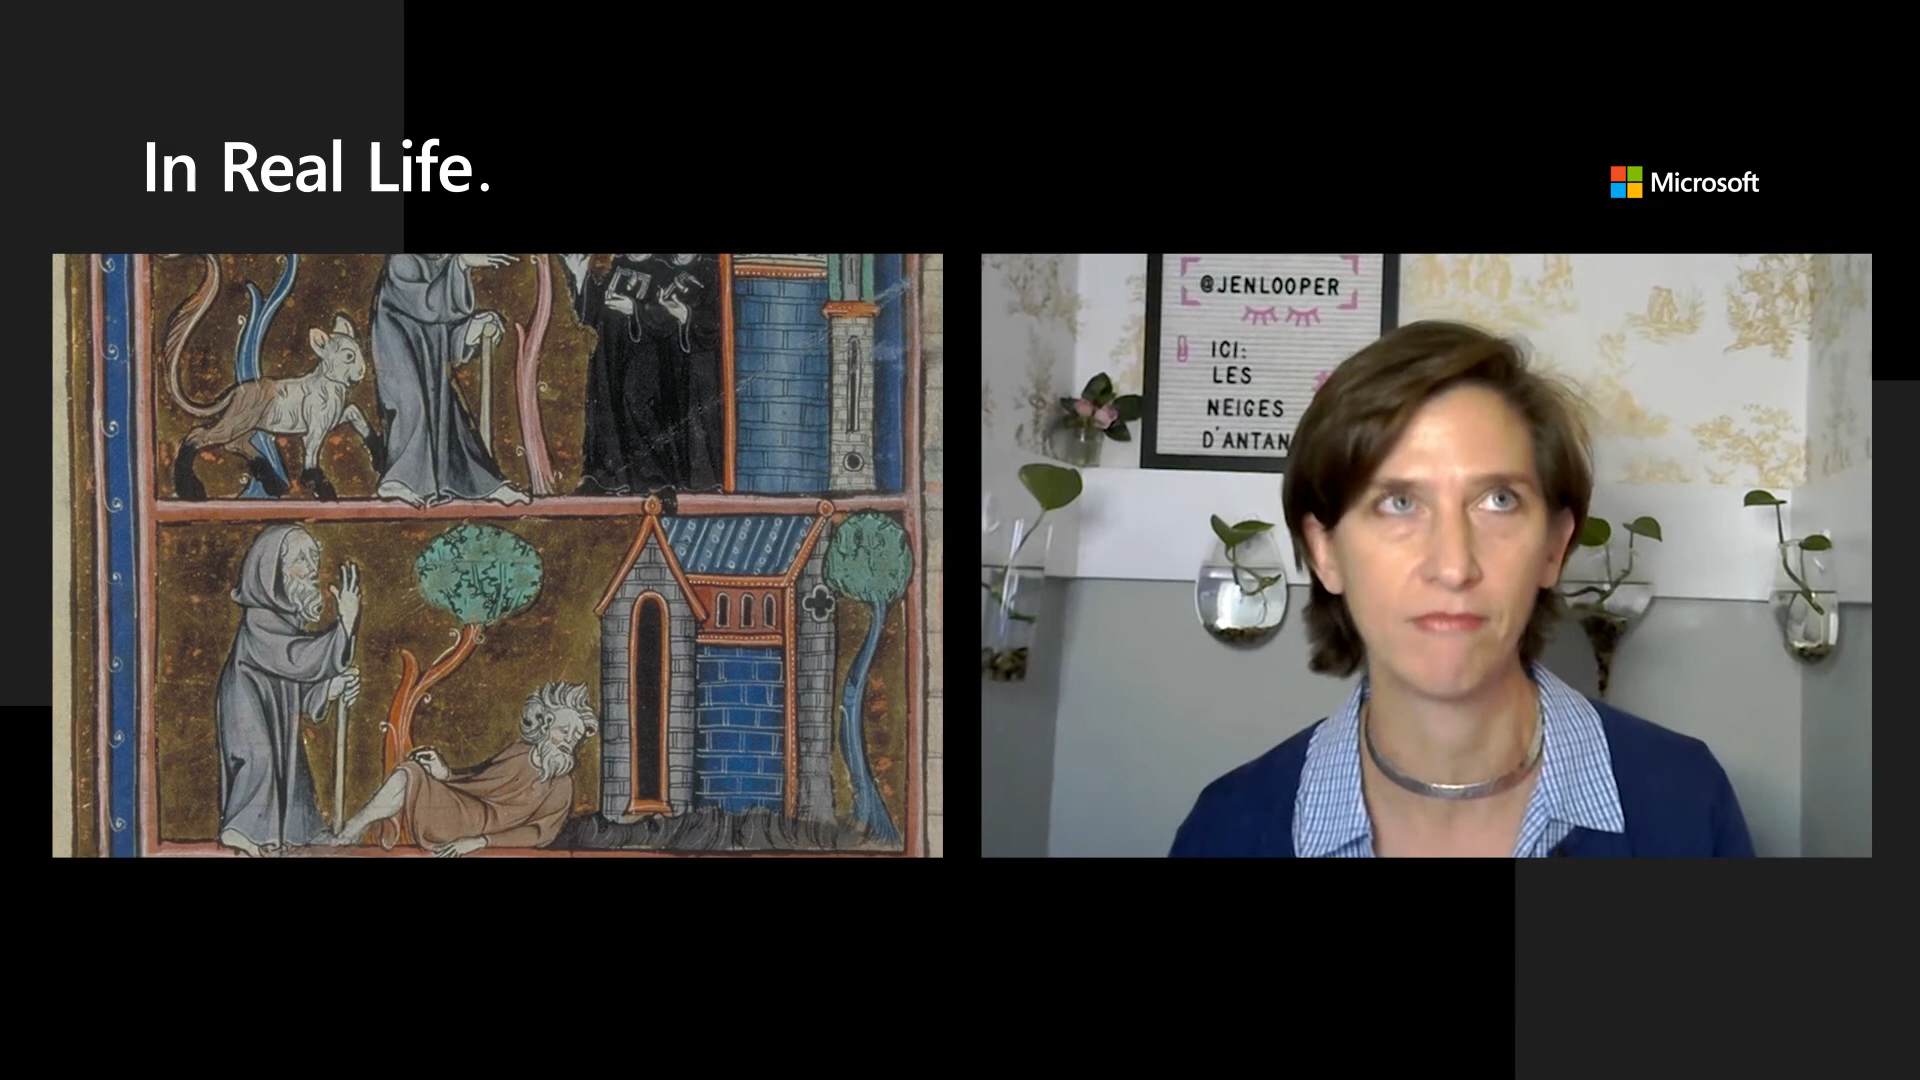 In Real Life.
Microsoft
@JENLOOPER
ICI:
LES
NEIGES
D'ANTAN